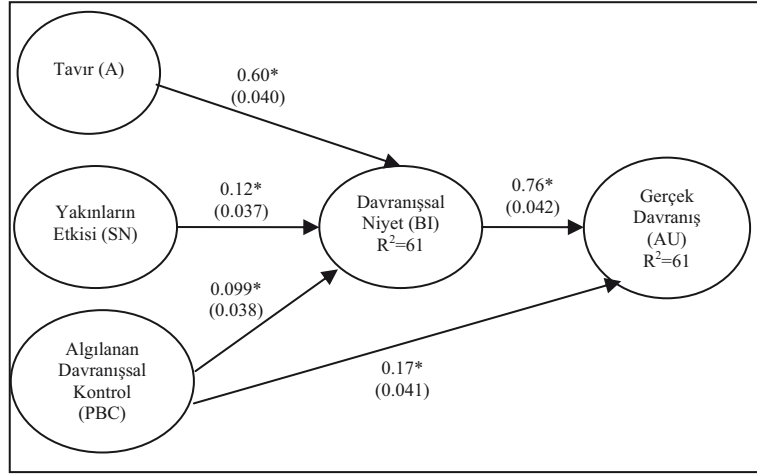 Tavır (A)
0.60*
(0.040)
Yakınların
Etkisi (SN)
0.12*
(0.037)
Davranışsal
Niyet (BI)
R²=61
0.76*
(0.042)
Gerçek
Davranış
(AU)
R²=61
0.099*
(0.038)
Algılanan
Davranışsal
Kontrol
(PBC)
0.17*
(0.041)